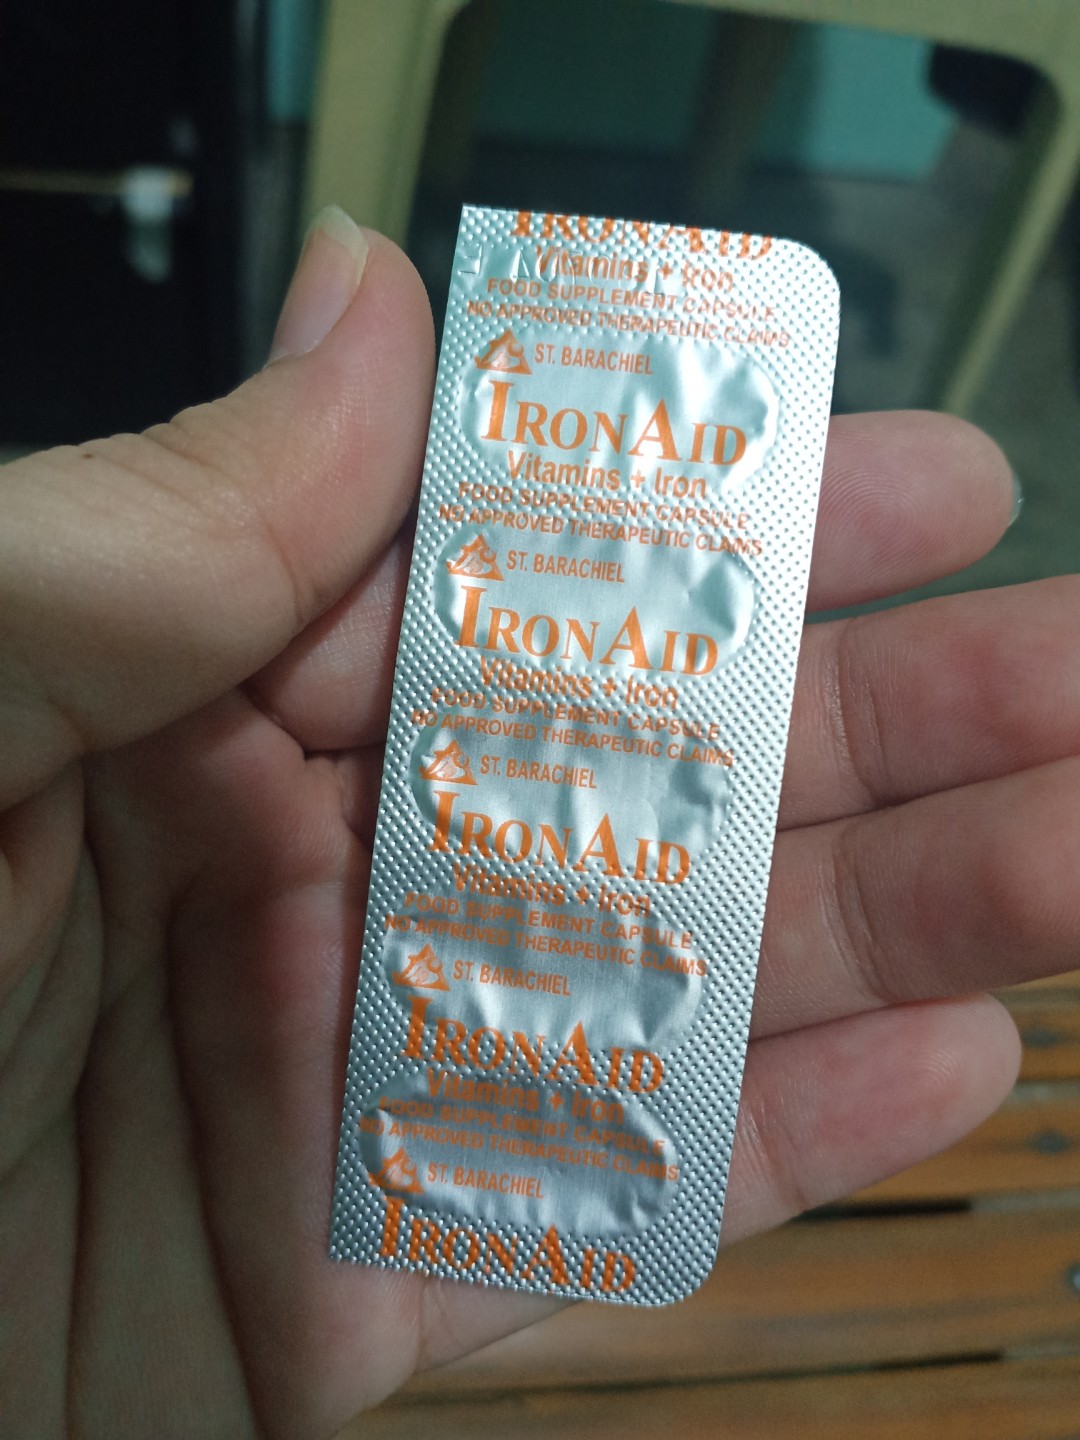 IRONAID
Vitamins + Iron
FOOD SUPPLEMENT CAPSULE
NO APPROVED THERAPEUTIC CLAIMS
ST. BARACHIEL
IRONAID
Vitamins + Iron
FOOD SUPPLEMENT CAPSULE
NO APPROVED THERAPEUTIC CLAIMS
ST. BARACHIEL
IRONAID
Vitamins + Iron
FOOD SUPPLEMENT CAPSULE
NO APPROVED THERAPEUTIC CLAIMS
ST. BARACHIEL
IRONAID
Vitamins + Iron
FOOD SUPPLEMENT CAPSULE
NO APPROVED THERAPEUTIC CLAIMS
ST. BARACHIEL
IRONAID
Vitamins + Iron
FOOD SUPPLEMENT CAPSULE
NO APPROVED THERAPEUTIC CLAIMS
ST. BARACHIEL
IRONAID